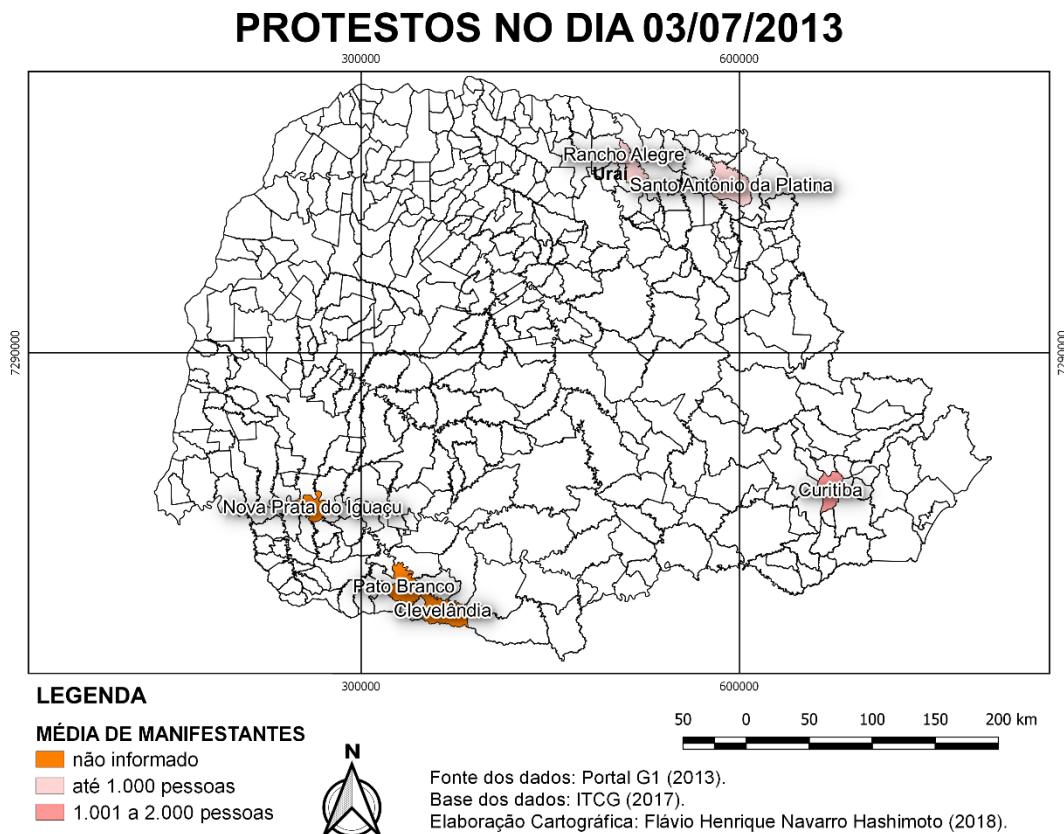 PROTESTOS NO DIA 03/07/2013
300000
600000
Rancho Alegre
Uraí
Santo Antônio da Platina
7290000
7290000
Curitiba
Nova Prata do Iguaçu
Pato Branco
Clevelândia
300000
600000
LEGENDA
MÉDIA DE MANIFESTANTES
não informado
até 1.000 pessoas
1.001 a 2.000 pessoas
N
50 0 50 100 150 200 km
Fonte dos dados: Portal G1 (2013).
Base dos dados: ITCG (2017).
Elaboração Cartográfica: Flávio Henrique Navarro Hashimoto (2018).